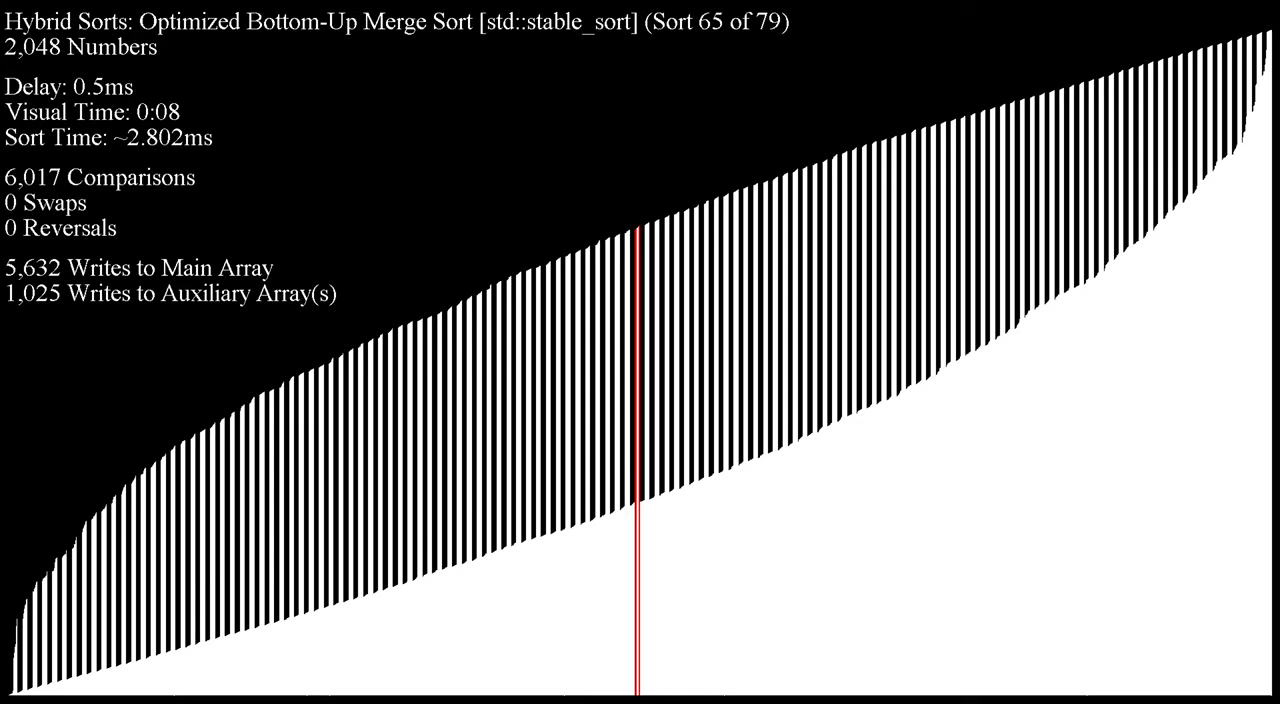 Hybrid Sorts: Optimized Bottom-Up Merge Sort [std::stable_sort] (Sort 65 of 79)
2,048 Numbers
Delay: 0.5ms
Visual Time: 0:08
Sort Time: ~2.802ms
6,017 Comparisons
0 Swaps
0 Reversals
5,632 Writes to Main Array
1,025 Writes to Auxiliary Array(s)